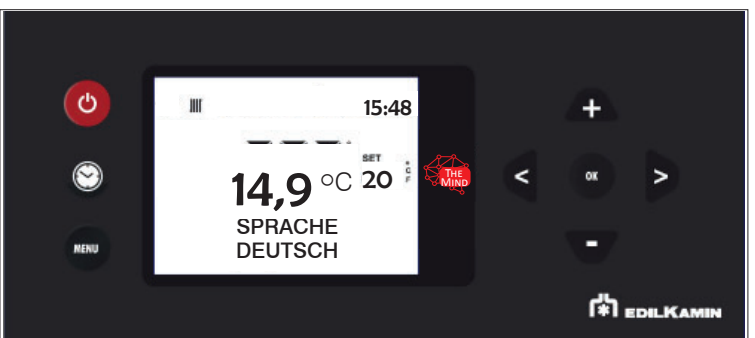 15:48
SET
14,9 °C 20
SPRACHE
DEUTSCH
THE
MIND
MENU
+
< OK >
-
EDILKAMIN